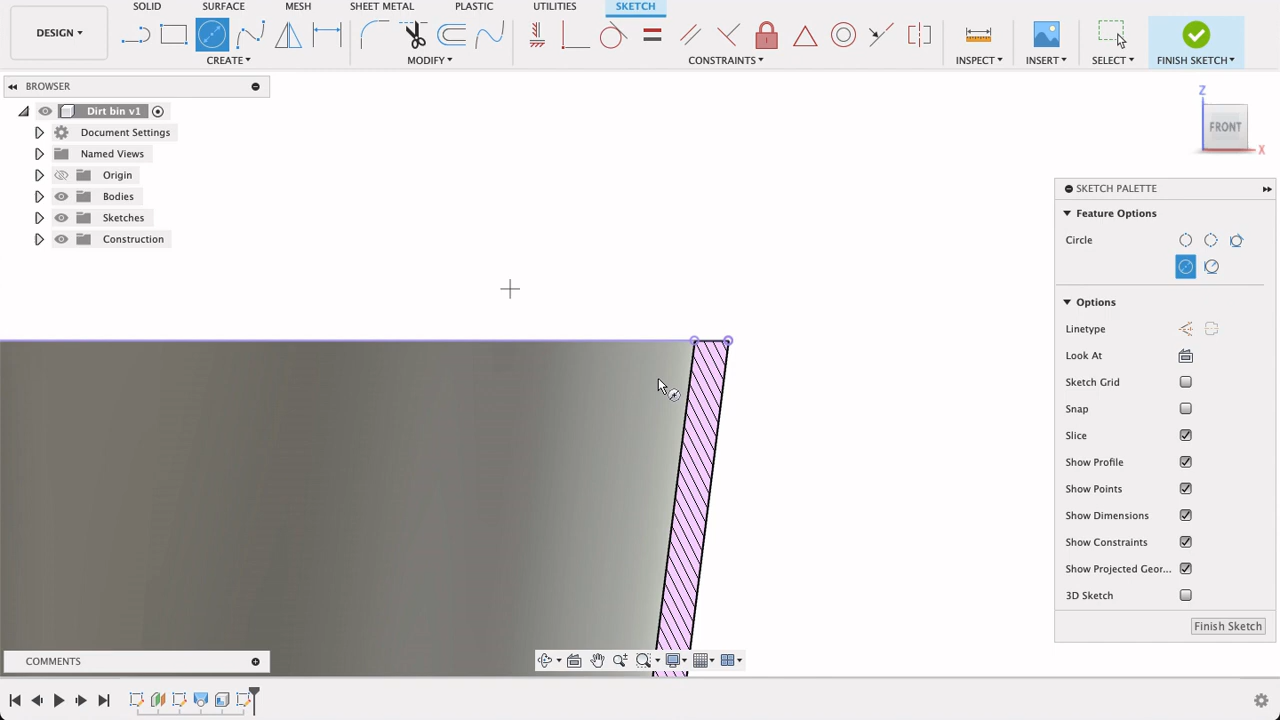 SOLID SURFACE MESH SHEET METAL PLASTIC UTILITIES SKETCH
DESIGN
CREATE MODIFY CONSTRAINTS INSPECT INSERT SELECT FINISH SKETCH
BROWSER
Dirt bin v1
Document Settings
Named Views
Origin
Bodies
Sketches
Construction
Z
FRONT
X
SKETCH PALETTE
Feature Options
Circle
Options
Linetype
Look At
Sketch Grid
Snap
Slice
Show Profile
Show Points
Show Dimensions
Show Constraints
Show Projected Geor...
3D Sketch
Finish Sketch
COMMENTS